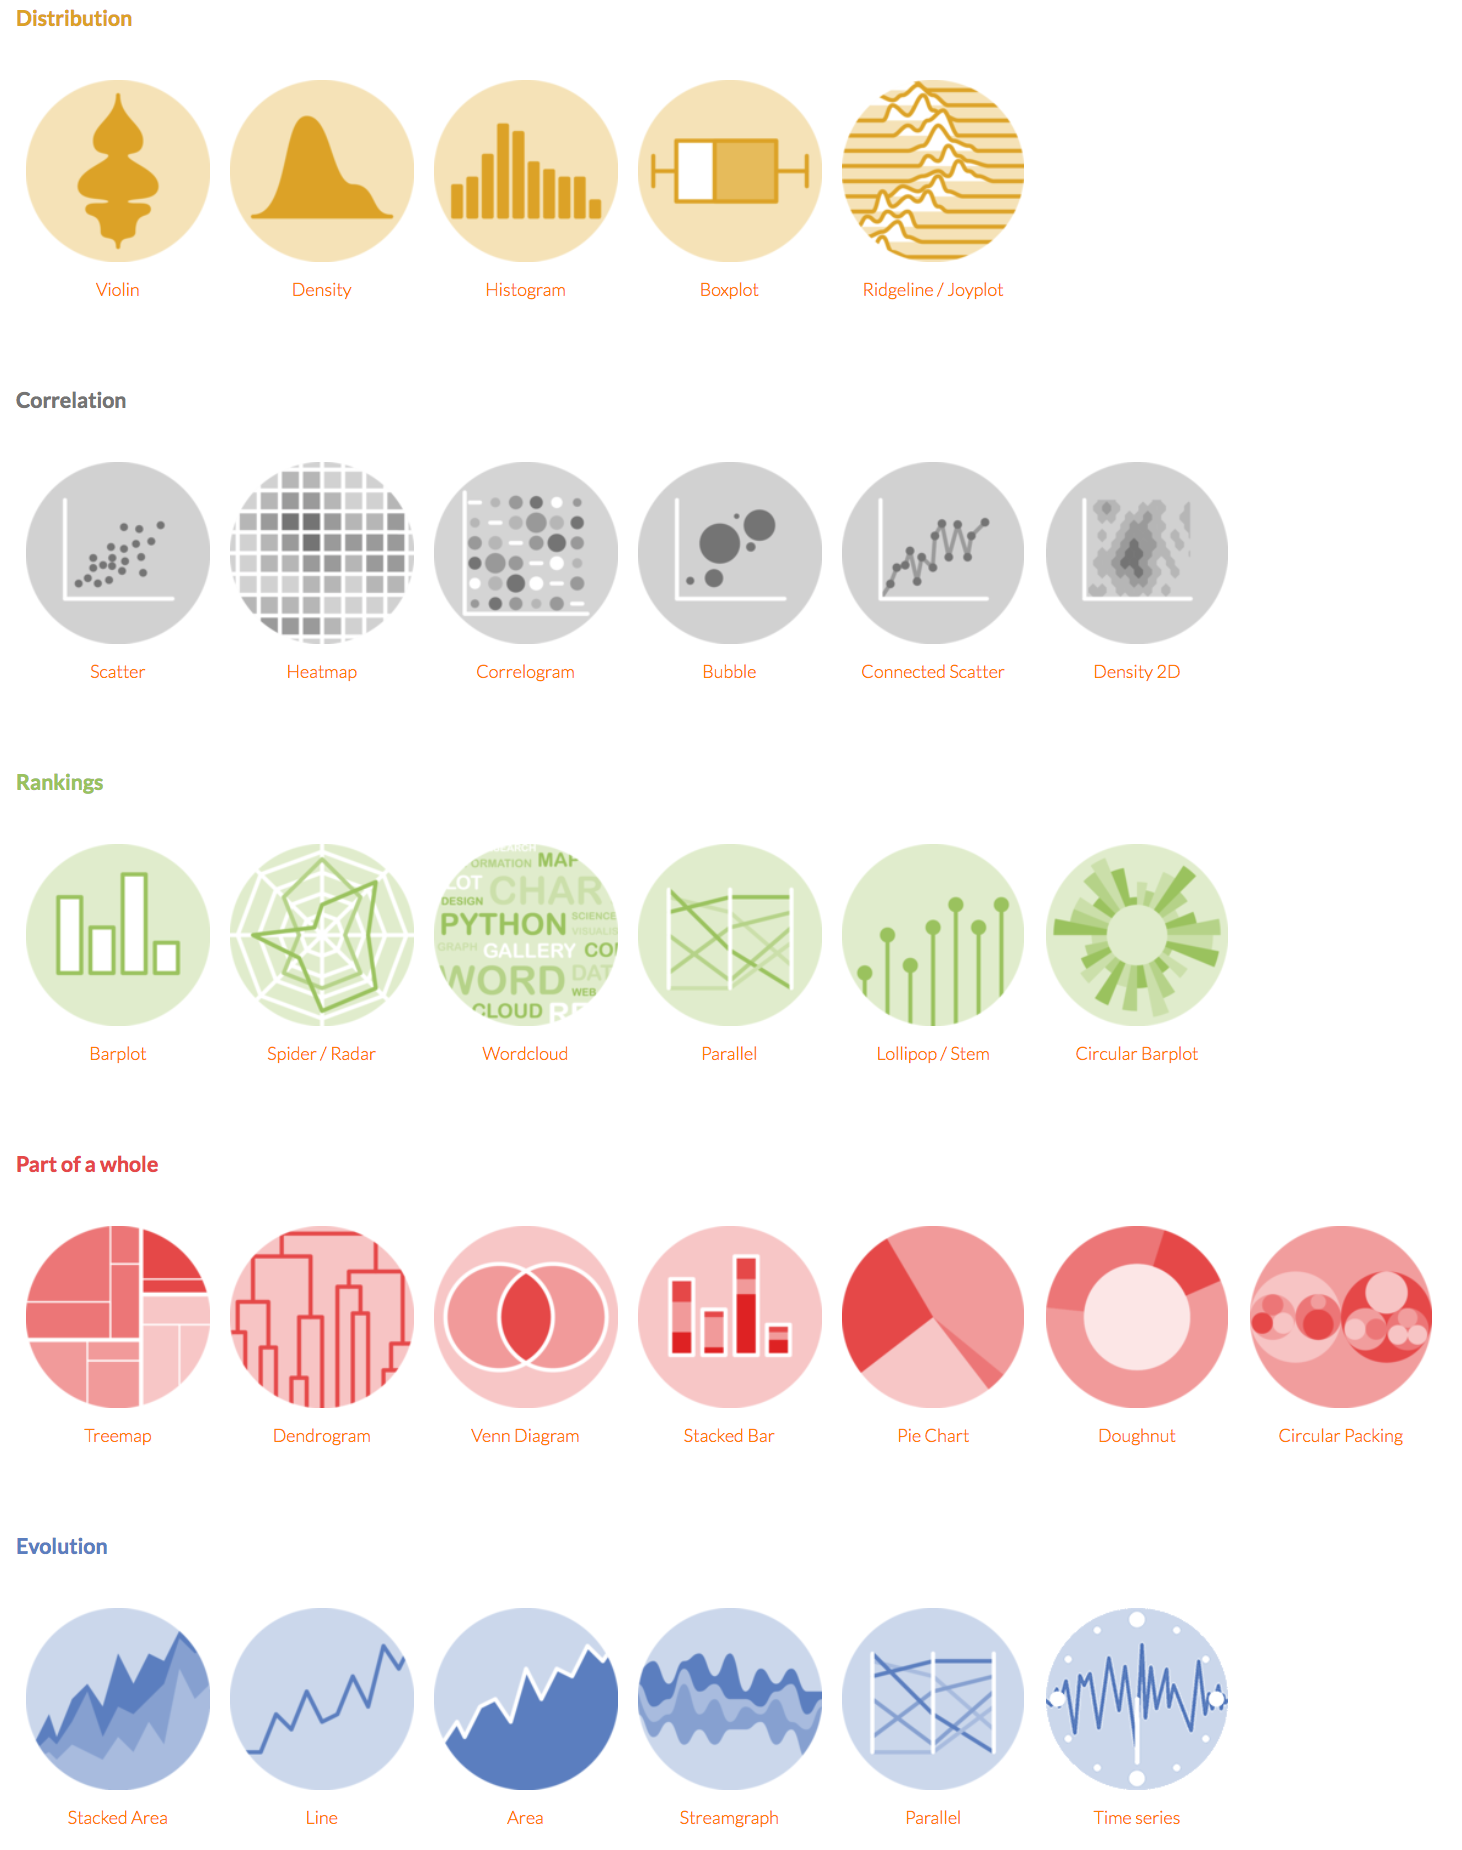 Distribution
Violin
Density
Histogram
Boxplot
Ridgeline / Joyplot
Correlation
Scatter
Heatmap
Correlogram
Bubble
Connected Scatter
Density 2D
Rankings
ORMATION MAP
LOT CHAR
DESIGN
PYTHON SCIENCE
VISUALIS
GRAPH GALLERY COM
WORD DAT
WEB
CLOUD RE
Barplot
Spider / Radar
Wordcloud
Parallel
Lollipop / Stem
Circular Barplot
Part of a whole
Treemap
Dendrogram
Venn Diagram
Stacked Bar
Pie Chart
Doughnut
Circular Packing
Evolution
Stacked Area
Line
Area
Streamgraph
Parallel
Time series